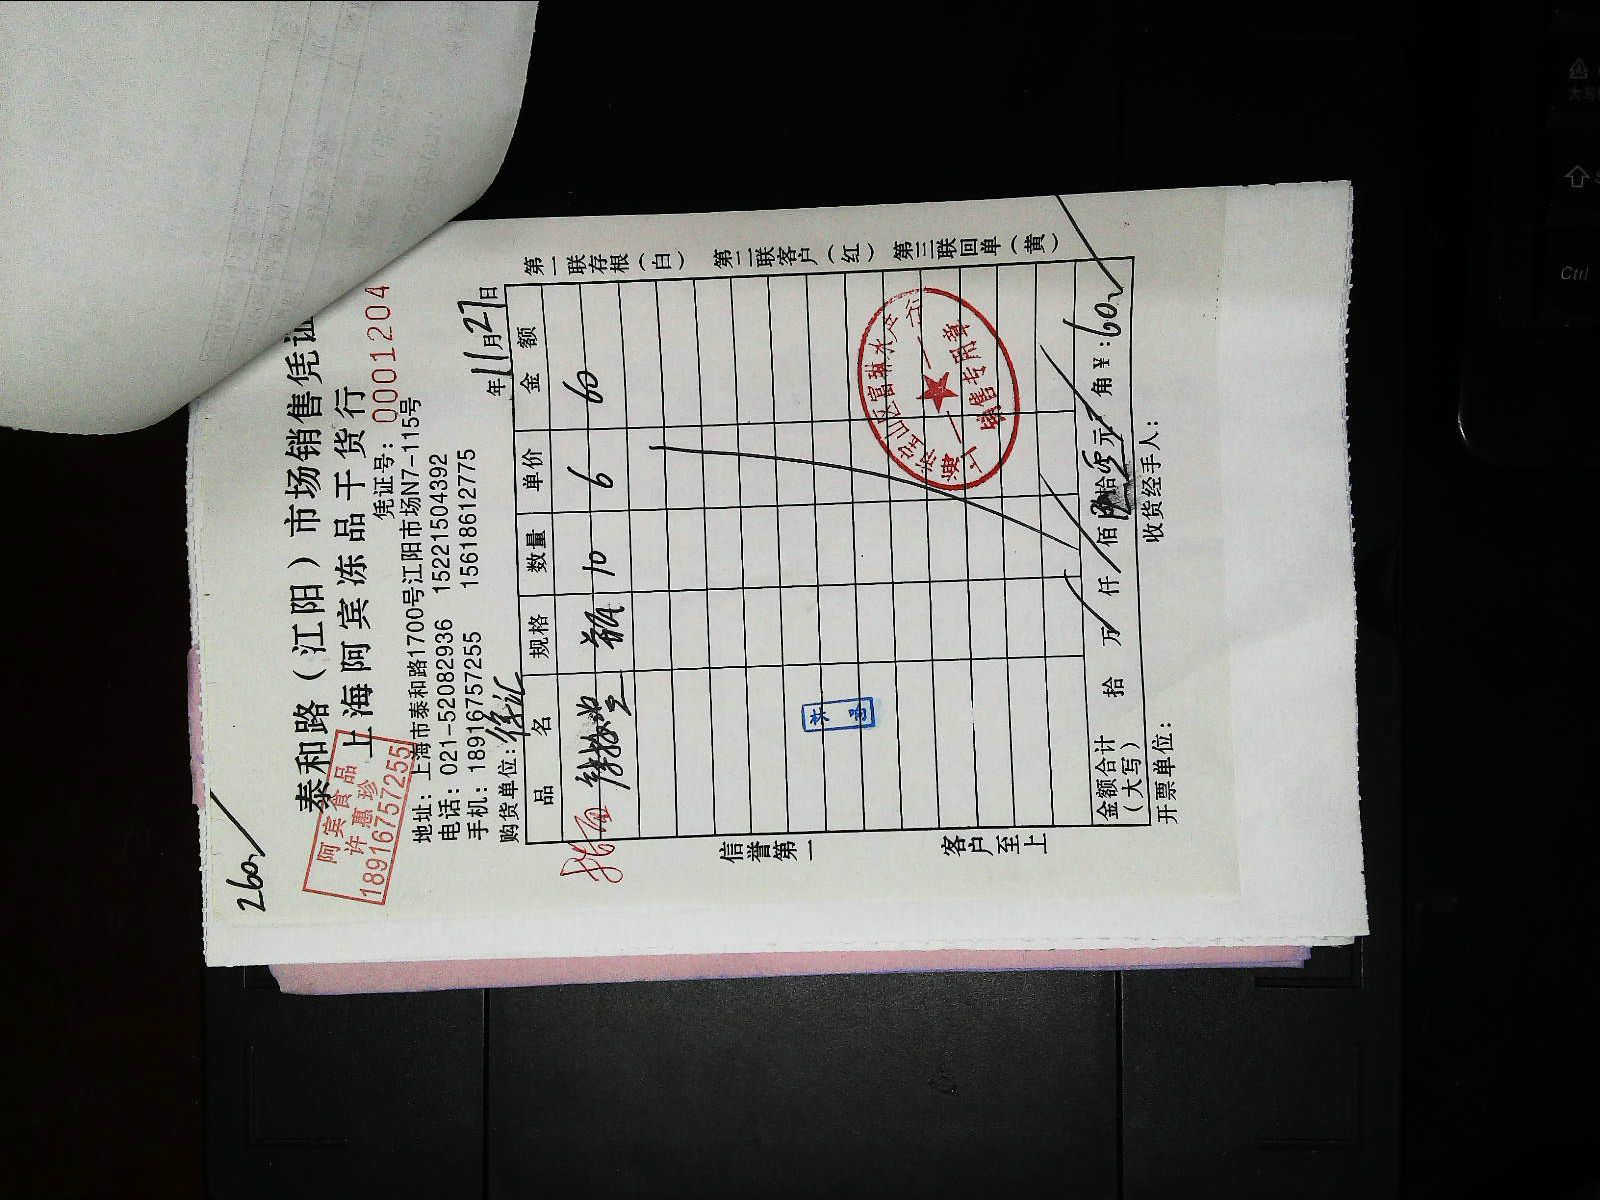 260
泰和路（江阳）市场销售凭证
上海阿宾冻品干货行
阿宾食品
许惠珍
18916757255
凭证号：0001204
地址：上海市泰和路1700号江阳市场N7-115号
电话：021-52082936 15221504392
手机：18916757255 15618612775
购货单位：徐汇 年11月27日
品名 规格 数量 单价 金额
10 6 60
信誉第一
客户至上
第一联存根（白）
第二联客户（红）
第三联回单（黄）
销售专用章
金额合计（大写） 拾 万 仟 佰 拾 元 角 ¥：60
开票单位： 收货经手人：
Ctrl